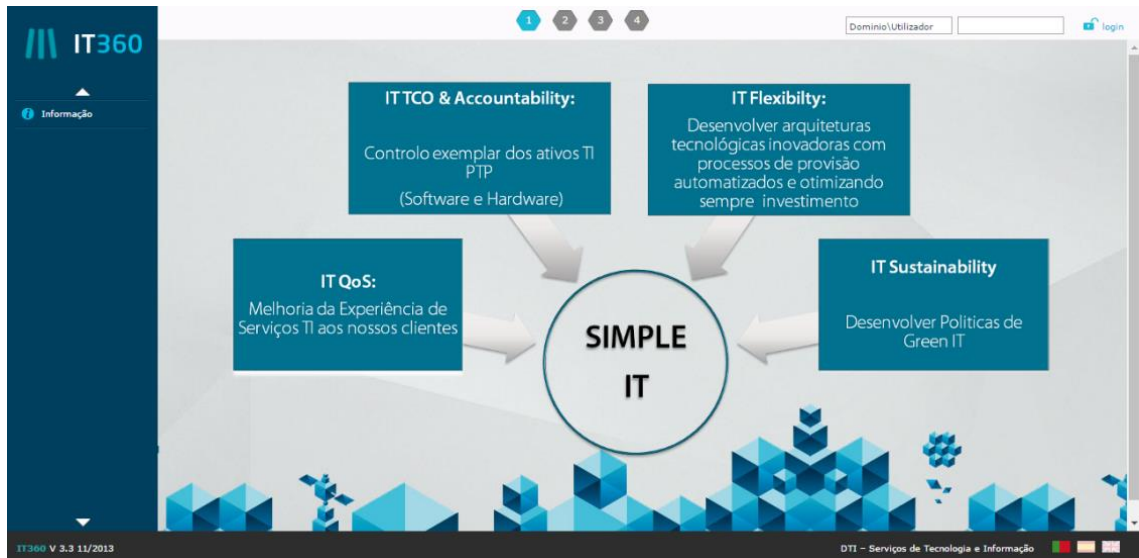 IT360
1 2 3 4
Dominio\Utilizador
login
Informação
IT TCO & Accountability:
Controlo exemplar dos ativos TI
PTP
(Software e Hardware)
IT Flexibilty:
Desenvolver arquiteturas
tecnológicas inovadoras com
processos de provisão
automatizados e otimizando
sempre investimento
IT QoS:
Melhoria da Experiência de
Serviços TI aos nossos clientes
IT Sustainability
Desenvolver Politicas de
Green IT
SIMPLE
IT
IT360 V 3.3 11/2013
DTI - Serviços de Tecnologia e Informação